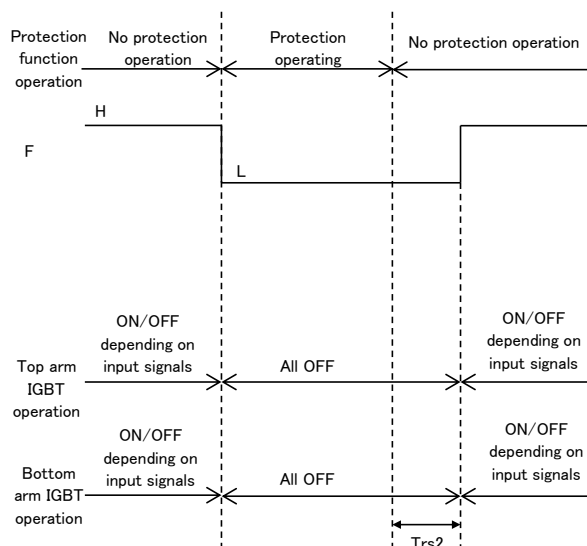 Protection
function
operation
No protection
operation
Protection
operating
No protection operation
H
F
L
ON/OFF
depending on
input signals
ON/OFF
depending on
input signals
Top arm
IGBT
operation
All OFF
ON/OFF
depending on
input signals
ON/OFF
depending on
input signals
Bottom
arm IGBT
operation
All OFF
Trs2